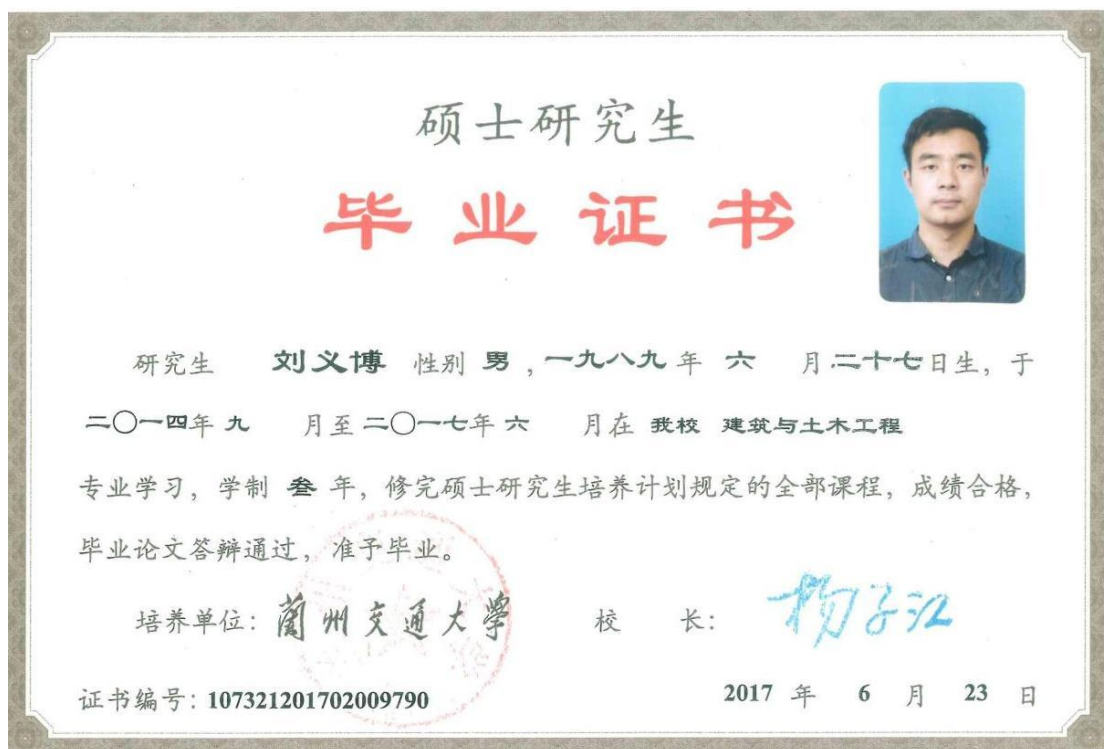 硕士研究生
毕业证书
研究生 刘义博 性别 男，一九八九年 六 月二十七日生，于
二〇一四年 九 月至二〇一七年 六 月在 我校 建筑与土木工程
专业学习，学制 叁 年，修完硕士研究生培养计划规定的全部课程，成绩合格，
毕业论文答辩通过，准予毕业。
培养单位：蘭州交通大學 校 长：杨子江
证书编号：107321201702009790 2017 年 6 月 23 日